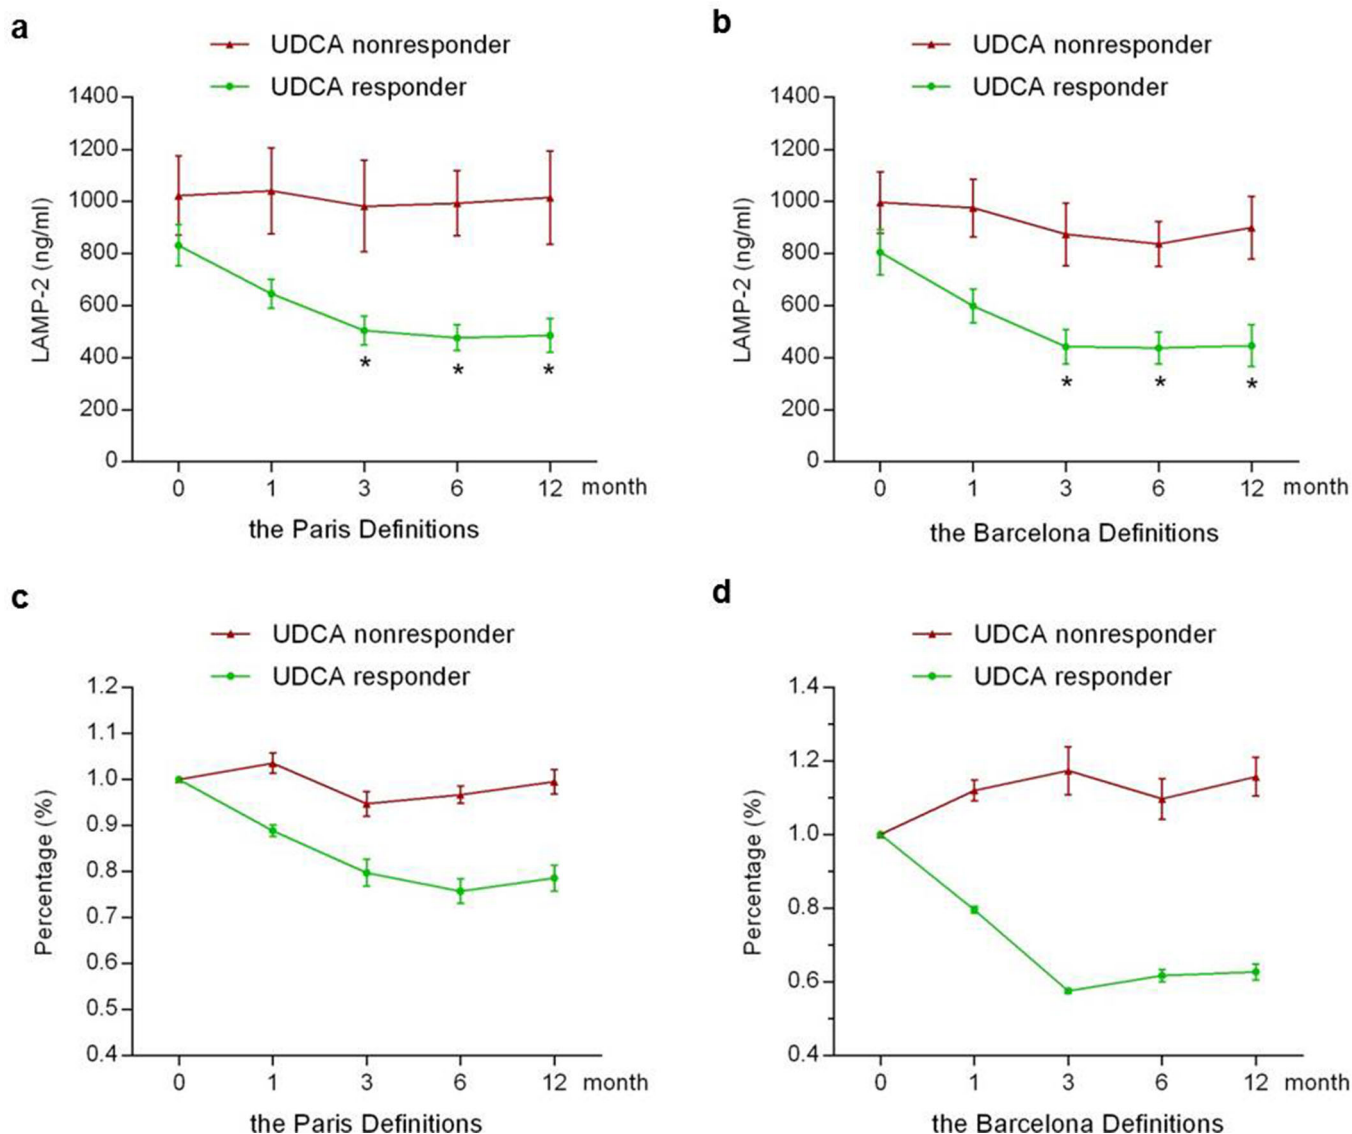 a
UDCA nonresponder
UDCA responder
1400
1200
1000
800
600
400
200
0
LAMP-2 (ng/ml)
*
*
*
0 1 3 6 12 month
the Paris Definitions
b
UDCA nonresponder
UDCA responder
1400
1200
1000
800
600
400
200
0
LAMP-2 (ng/ml)
*
*
*
0 1 3 6 12 month
the Barcelona Definitions
c
UDCA nonresponder
UDCA responder
1.2
1.1
1.0
0.9
0.8
0.7
0.6
0.5
0.4
Percentage (%)
0 1 3 6 12 month
the Paris Definitions
d
UDCA nonresponder
UDCA responder
1.4
1.2
1.0
0.8
0.6
0.4
Percentage (%)
0 1 3 6 12 month
the Barcelona Definitions